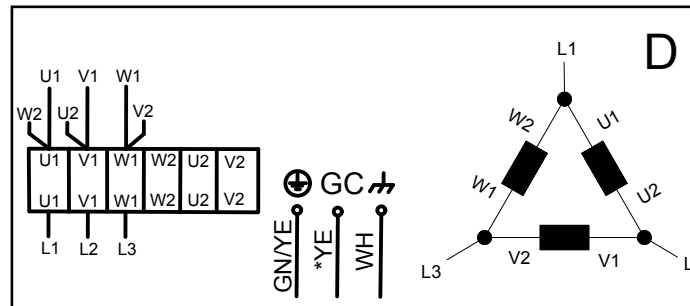 D
U1 V1 W1
W2 U2 V2
U1 V1 W1 W2 U2 V2
U1 V1 W1 W2 U2 V2
L1 L2 L3
GC
GN/YE *YE WH
L1
W2 U1
W1 U2
L3 V2 V1 L